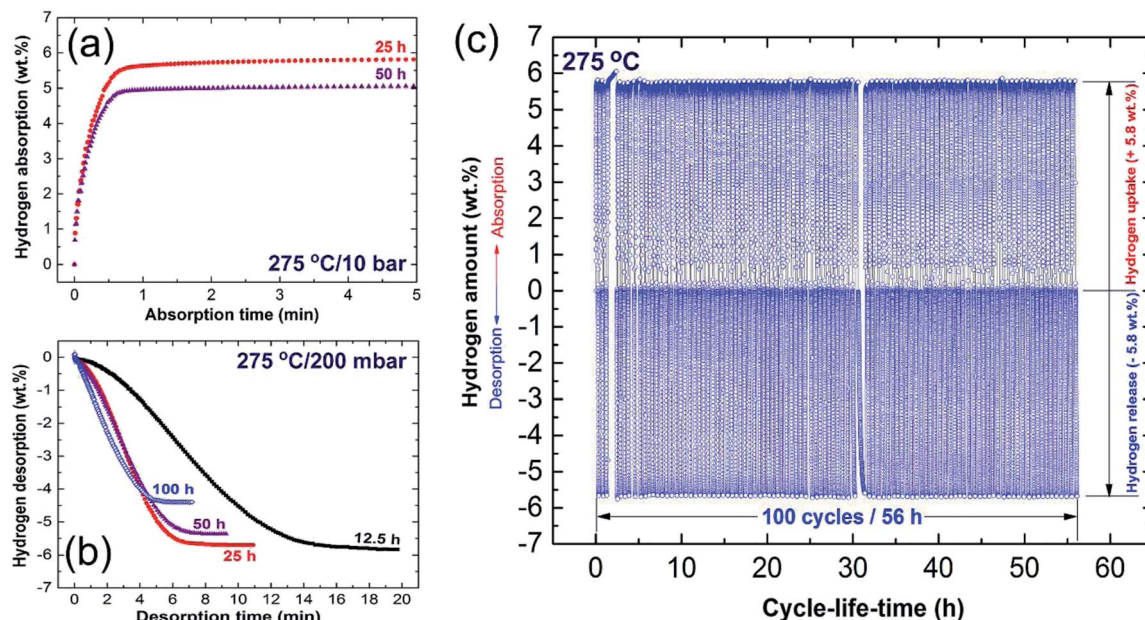 (a)
Hydrogen absorption (wt.%)
7
6
5
4
3
2
1
0
25 h
50 h
275 °C/10 bar
0 1 2 3 4 5
Absorption time (min)
(b)
Hydrogen desorption (wt.%)
0
-1
-2
-3
-4
-5
-6
-7
275 °C/200 mbar
100 h
50 h
25 h
12.5 h
0 2 4 6 8 10 12 14 16 18 20
Desorption time (min)
(c)
Hydrogen amount (wt.%)
Desorption
Absorption
7
6
5
4
3
2
1
0
-1
-2
-3
-4
-5
-6
-7
275 °C
100 cycles / 56 h
Hydrogen uptake (+ 5.8 wt.%)
Hydrogen release (- 5.8 wt.%)
0 10 20 30 40 50 60
Cycle-life-time (h)